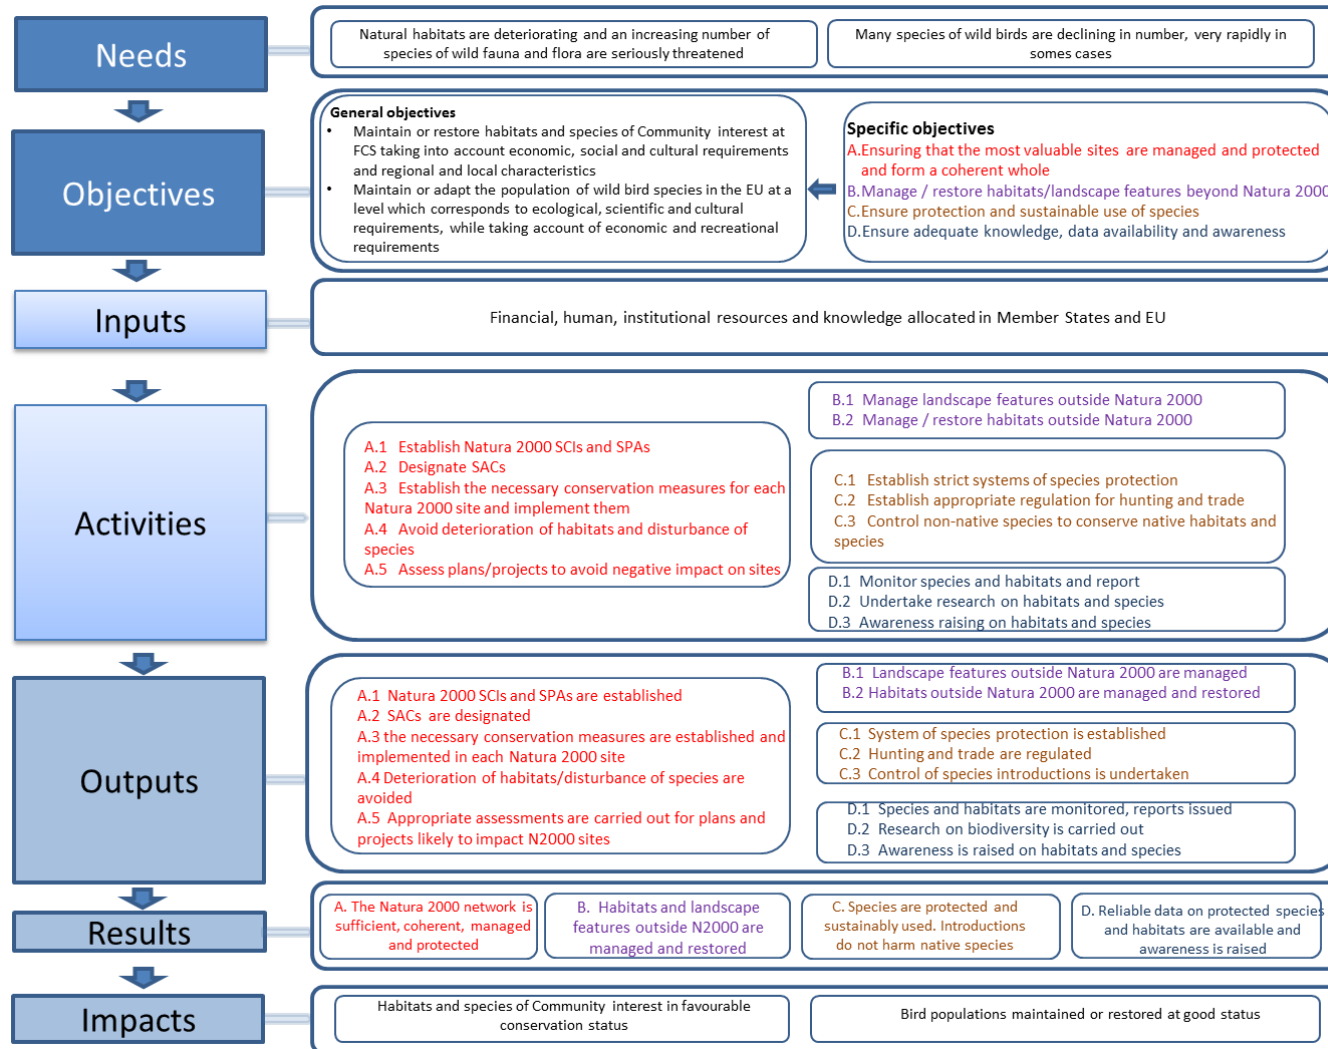 Needs
Natural habitats are deteriorating and an increasing number of
species of wild fauna and flora are seriously threatened
Many species of wild birds are declining in number, very rapidly in
somes cases
Objectives
General objectives
• Maintain or restore habitats and species of Community interest at
FCS taking into account economic, social and cultural requirements
and regional and local characteristics
• Maintain or adapt the population of wild bird species in the EU at a
level which corresponds to ecological, scientific and cultural
requirements, while taking account of economic and recreational
requirements
Specific objectives
A.Ensuring that the most valuable sites are managed and protected
and form a coherent whole
B.Manage / restore habitats/landscape features beyond Natura 2000
C.Ensure protection and sustainable use of species
D.Ensure adequate knowledge, data availability and awareness
Inputs
Financial, human, institutional resources and knowledge allocated in Member States and EU
Activities
A.1 Establish Natura 2000 SCIs and SPAs
A.2 Designate SACs
A.3 Establish the necessary conservation measures for each
Natura 2000 site and implement them
A.4 Avoid deterioration of habitats and disturbance of
species
A.5 Assess plans/projects to avoid negative impact on sites
B.1 Manage landscape features outside Natura 2000
B.2 Manage / restore habitats outside Natura 2000
C.1 Establish strict systems of species protection
C.2 Establish appropriate regulation for hunting and trade
C.3 Control non-native species to conserve native habitats and
species
D.1 Monitor species and habitats and report
D.2 Undertake research on habitats and species
D.3 Awareness raising on habitats and species
Outputs
A.1 Natura 2000 SCIs and SPAs are established
A.2 SACs are designated
A.3 the necessary conservation measures are established and
implemented in each Natura 2000 site
A.4 Deterioration of habitats/disturbance of species are
avoided
A.5 Appropriate assessments are carried out for plans and
projects likely to impact N2000 sites
B.1 Landscape features outside Natura 2000 are managed
B.2 Habitats outside Natura 2000 are managed and restored
C.1 System of species protection is established
C.2 Hunting and trade are regulated
C.3 Control of species introductions is undertaken
D.1 Species and habitats are monitored, reports issued
D.2 Research on biodiversity is carried out
D.3 Awareness is raised on habitats and species
Results
A. The Natura 2000 network is
sufficient, coherent, managed
and protected
B. Habitats and landscape
features outside N2000 are
managed and restored
C. Species are protected and
sustainably used. Introductions
do not harm native species
D. Reliable data on protected species
and habitats are available and
awareness is raised
Impacts
Habitats and species of Community interest in favourable
conservation status
Bird populations maintained or restored at good status